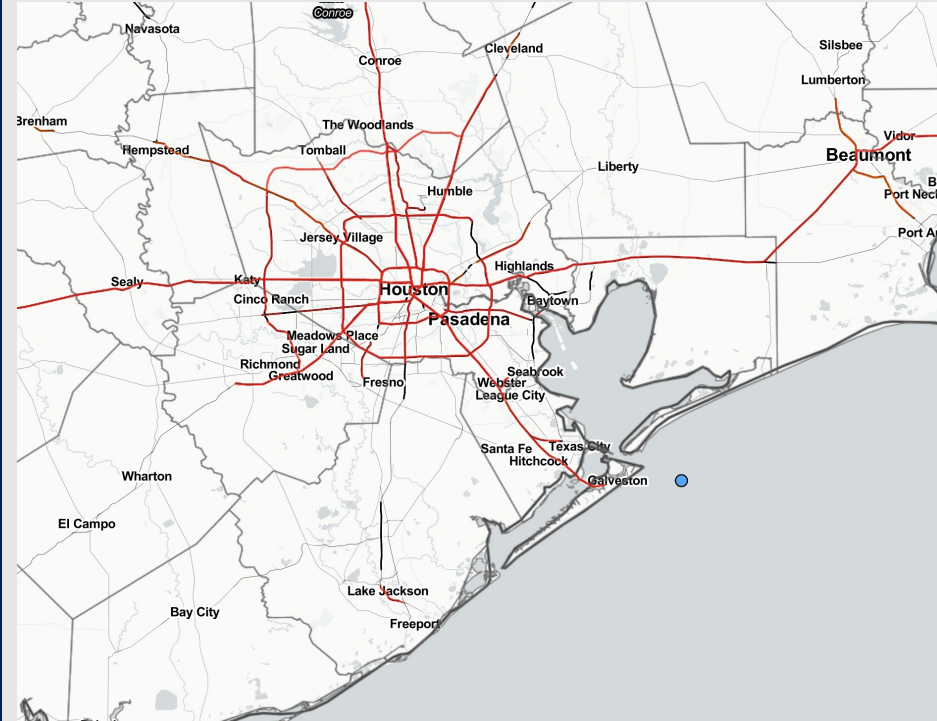 Conroe
Navasota
Silsbee
Cleveland
Conroe
Lumberton
Brenham
The Woodlands
Vidor
Hempstead
Tomball
Beaumont
Liberty
B
Port Nech
Humble
Port A
Jersey Village
Highlands
Sealy
Katy
Houston
Cinco Ranch
Baytown
Pasadena
Meadows Place
Sugar Land
Richmond
Greatwood
Seabrook
Fresno
Webster
League City
Santa Fe
Texas City
Hitchcock
Wharton
Galveston
El Campo
Lake Jackson
Bay City
Freeport